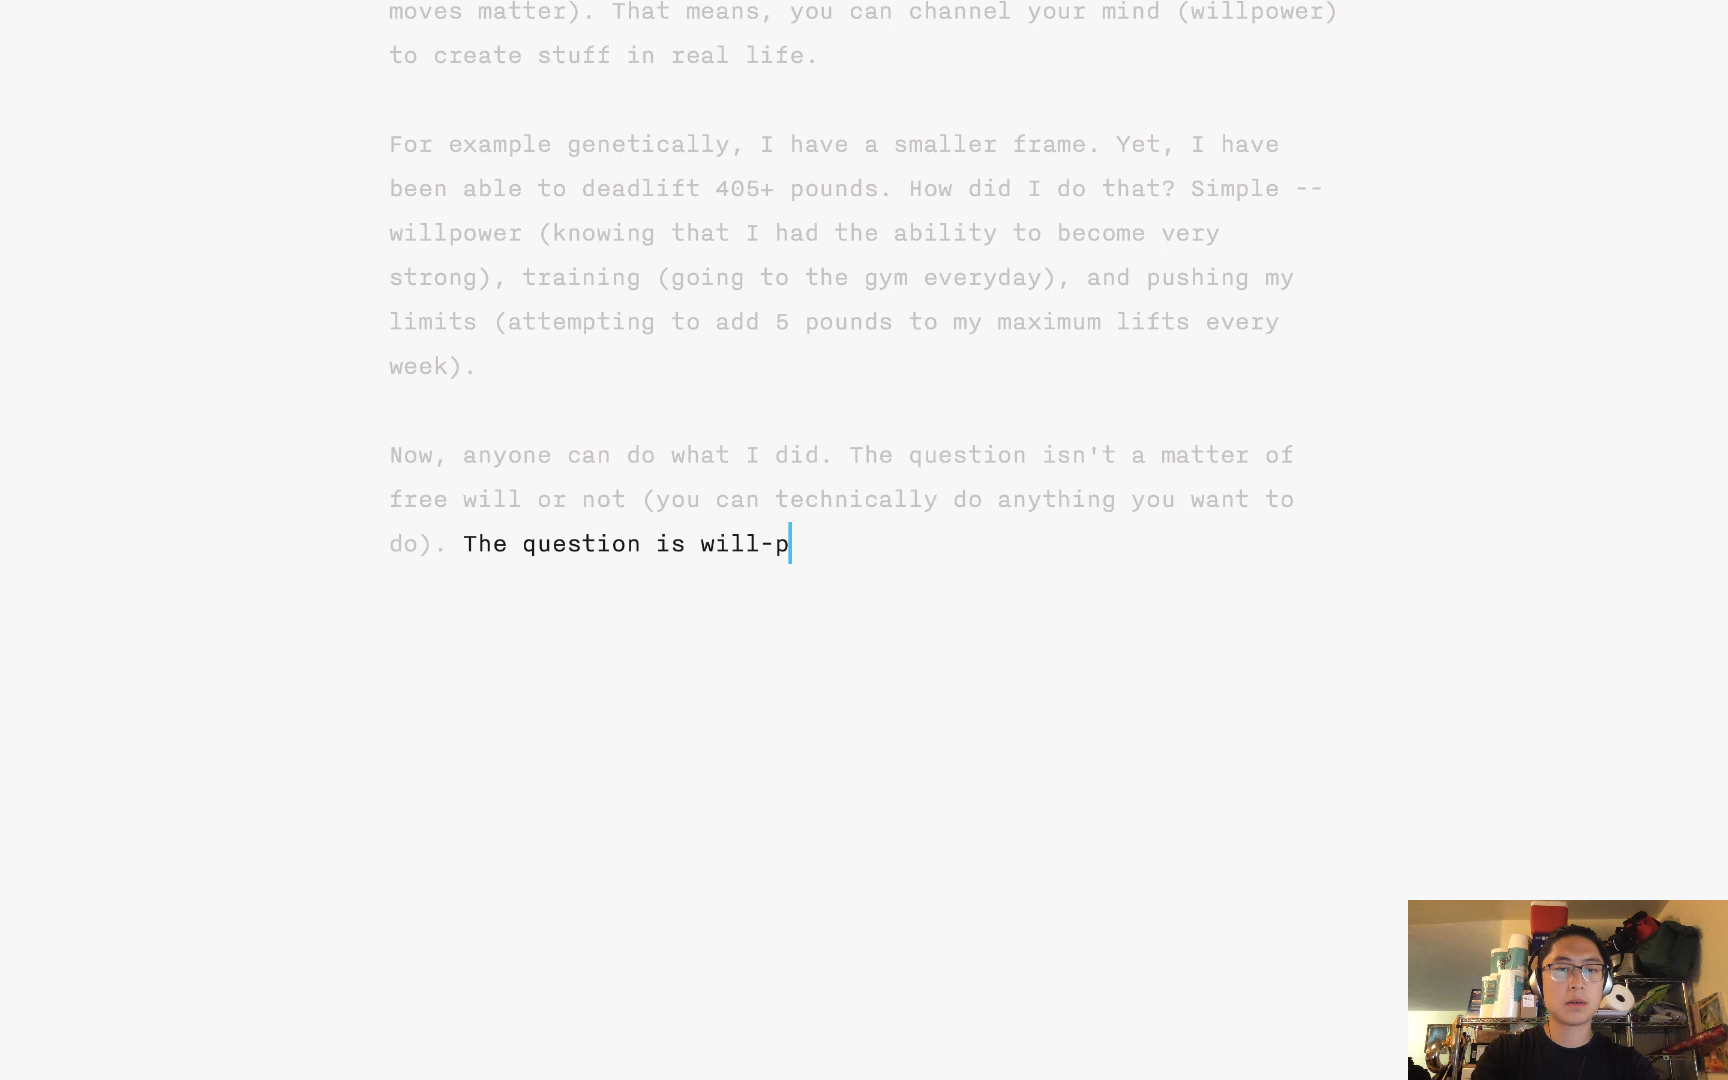 moves matter). That means, you can channel your mind (willpower)
to create stuff in real life.
For example genetically, I have a smaller frame. Yet, I have
been able to deadlift 405+ pounds. How did I do that? Simple --
willpower (knowing that I had the ability to become very
strong), training (going to the gym everyday), and pushing my
limits (attempting to add 5 pounds to my maximum lifts every
week).
Now, anyone can do what I did. The question isn't a matter of
free will or not (you can technically do anything you want to
do). The question is will-p